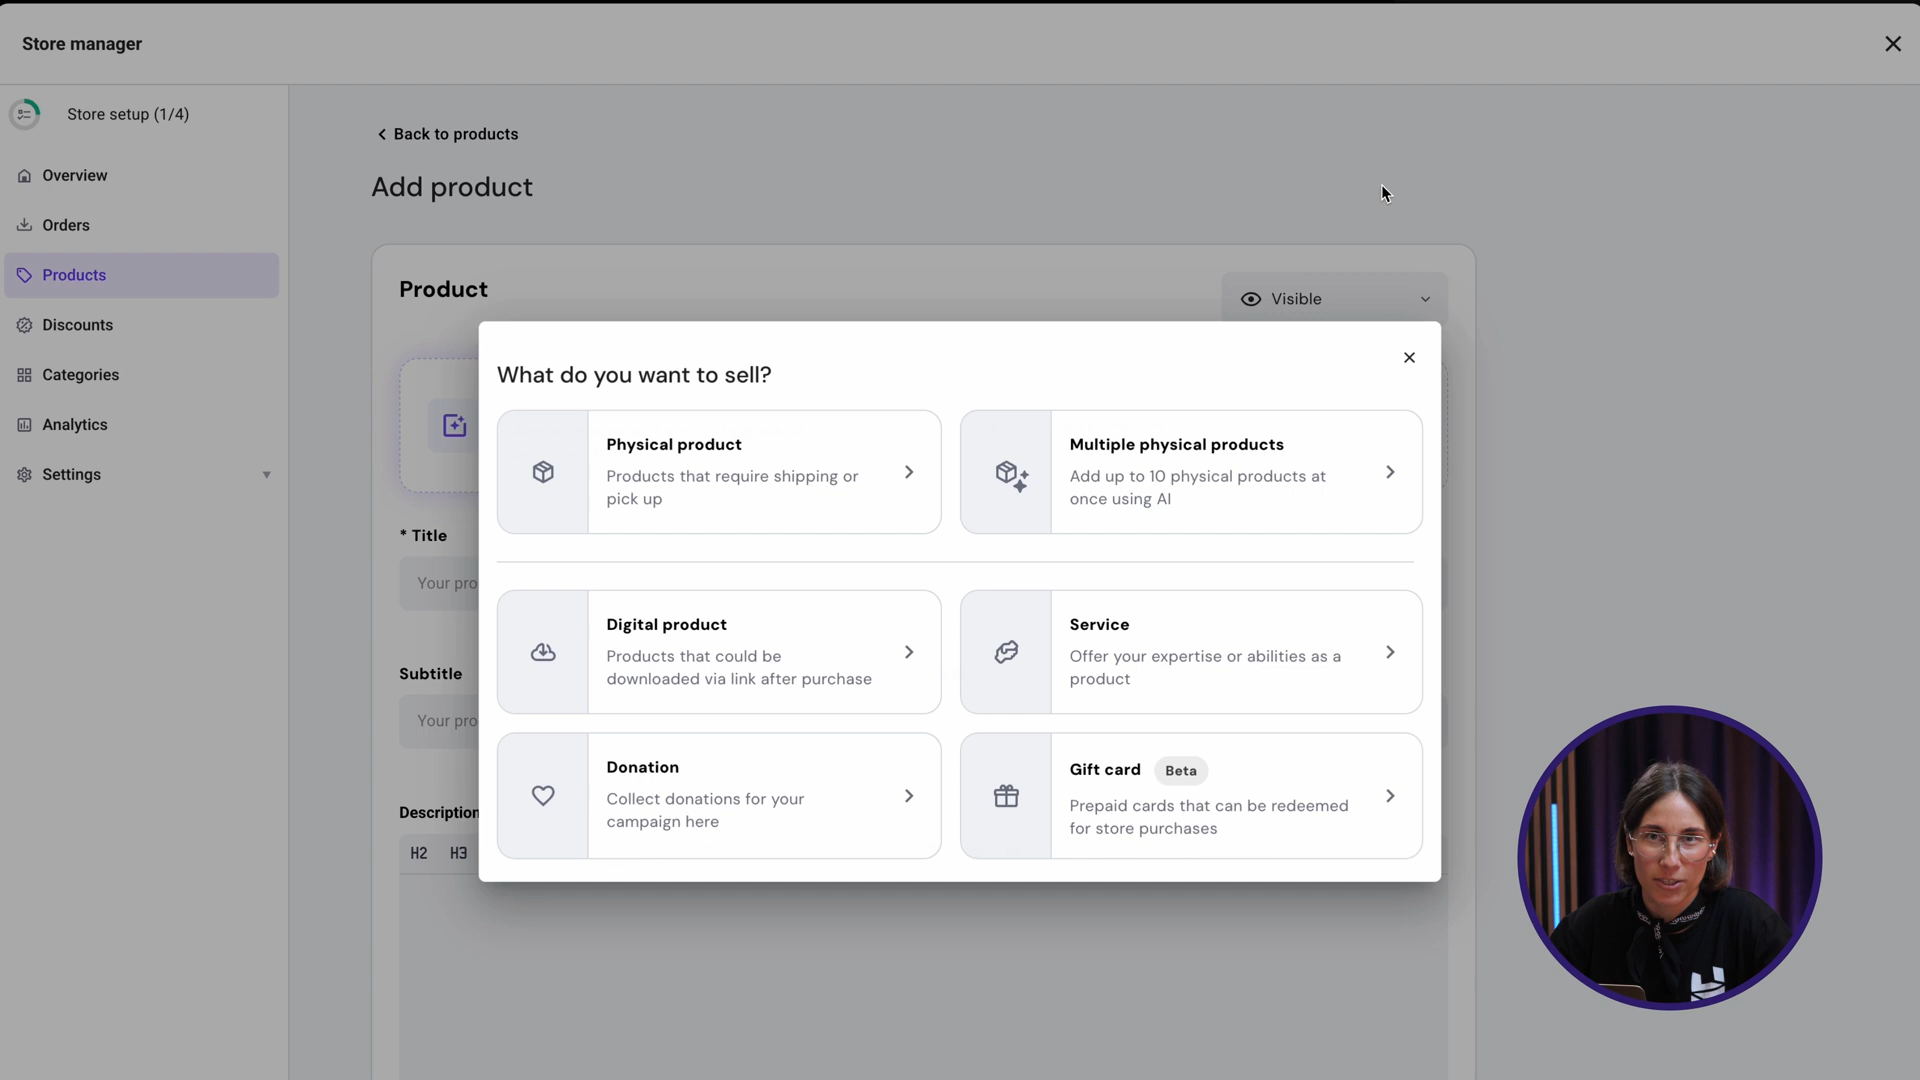 Store manager
Store setup (1/4)
Overview
Orders
Products
Discounts
Categories
Analytics
Settings
Back to products
Add product
Product
Visible
What do you want to sell?
Physical product
Products that require shipping or
pick up
Multiple physical products
Add up to 10 physical products at
once using AI
Digital product
Products that could be
downloaded via link after purchase
Service
Offer your expertise or abilities as a
product
Donation
Collect donations for your
campaign here
Gift card Beta
Prepaid cards that can be redeemed
for store purchases
* Title
Your pro
Subtitle
Your pro
Description
H2 H3